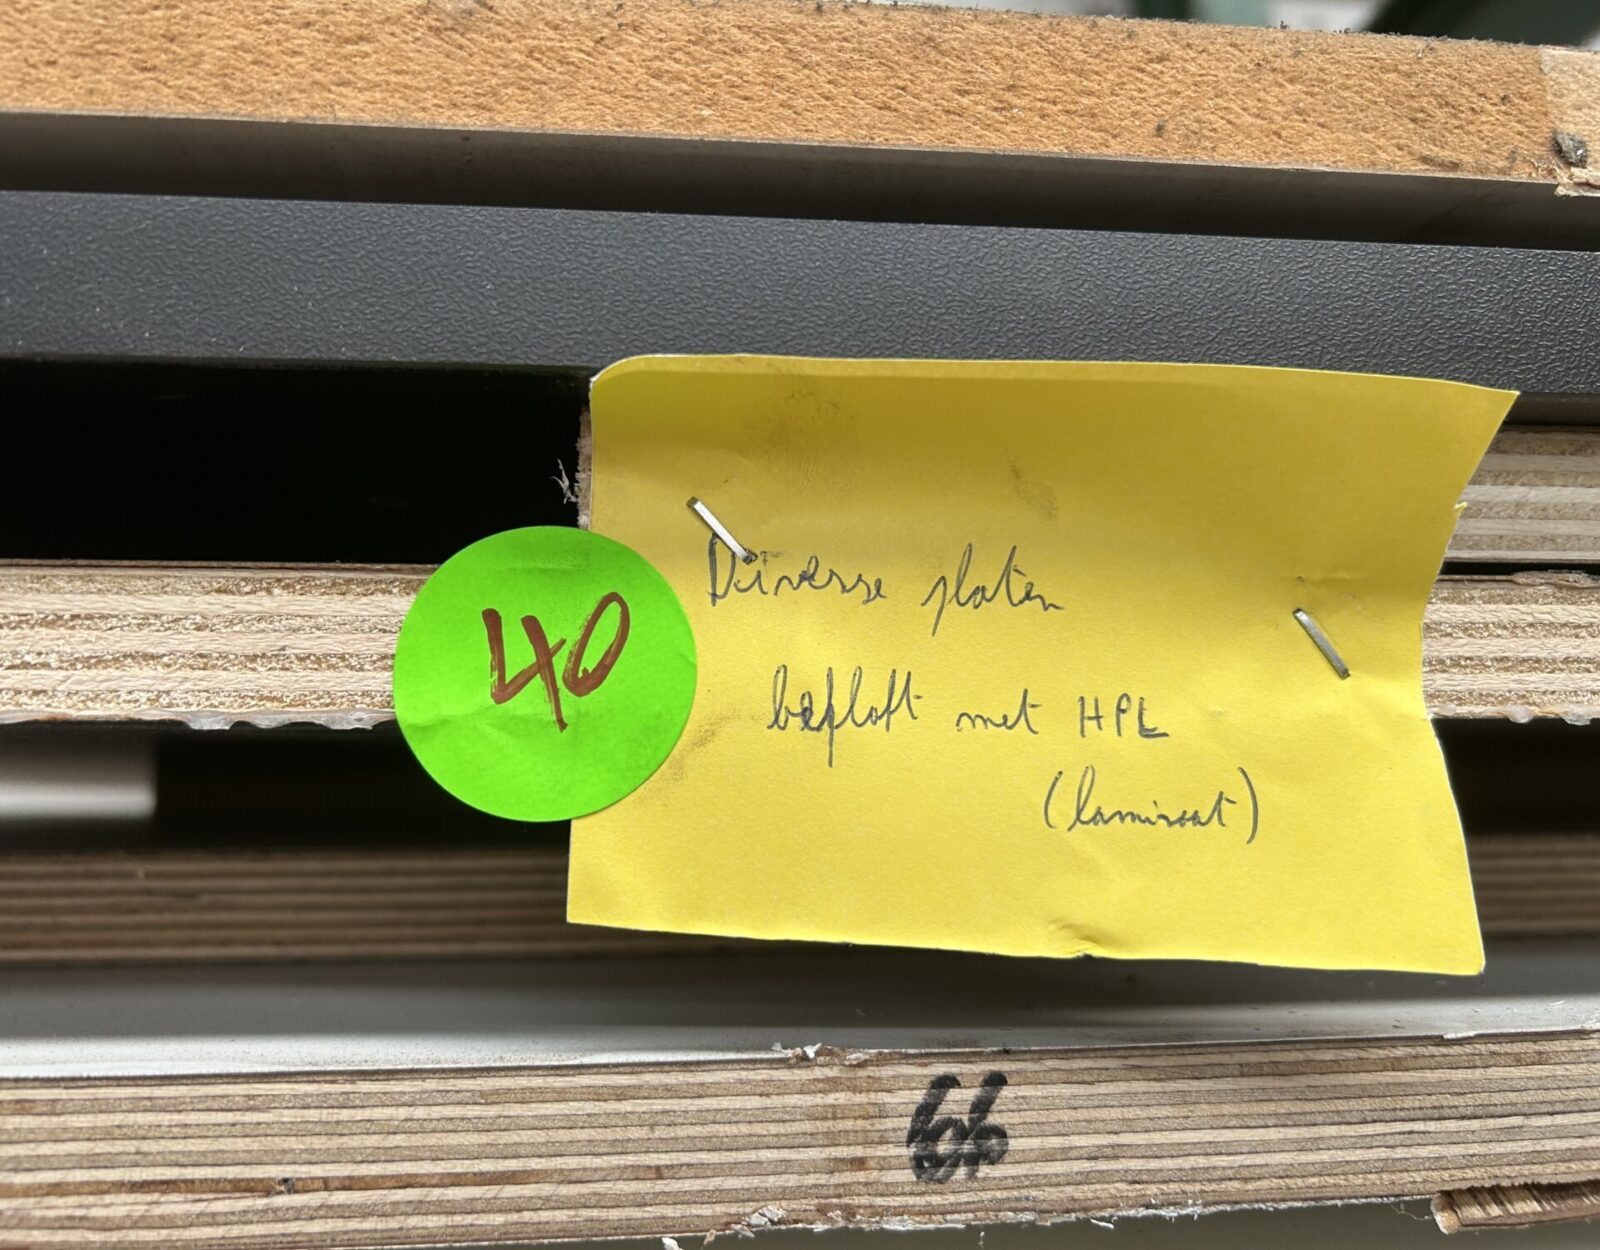 40
Diverse platen
beplakt met HPL
(laminaat)
66